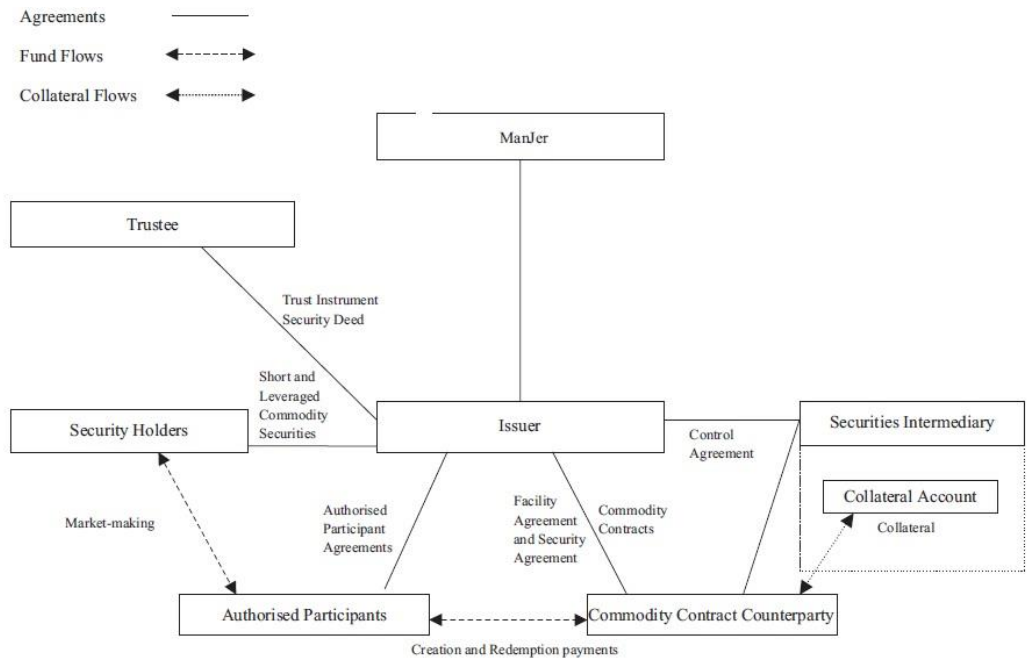 Agreements
Fund Flows
Collateral Flows
ManJer
Trustee
Trust Instrument
Security Deed
Short and
Leveraged
Commodity
Securities
Security Holders
Issuer
Securities Intermediary
Control
Agreement
Collateral Account
Collateral
Market-making
Authorised
Participant
Agreements
Facility
Agreement
and Security
Agreement
Commodity
Contracts
Authorised Participants
Commodity Contract Counterparty
Creation and Redemption payments